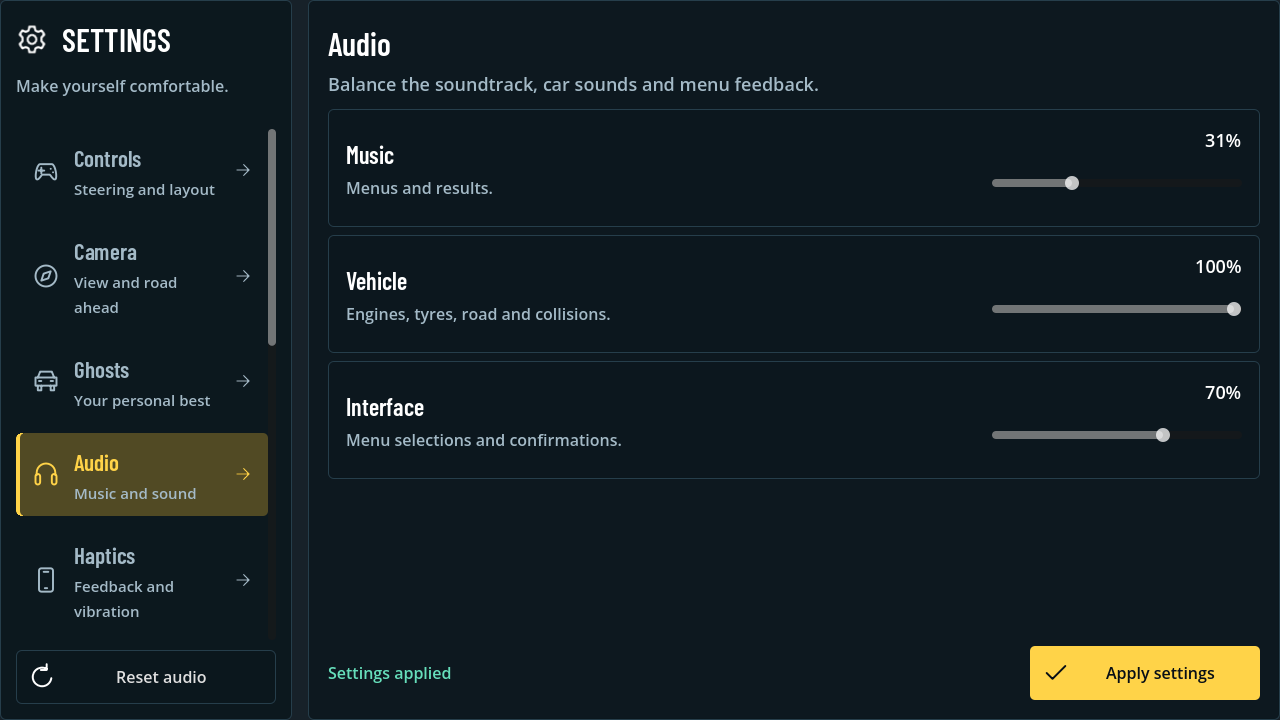 SETTINGS
Make yourself comfortable.
Controls
Steering and layout
Camera
View and road
ahead
Ghosts
Your personal best
Audio
Music and sound
Haptics
Feedback and
vibration
Reset audio
Audio
Balance the soundtrack, car sounds and menu feedback.
Music
Menus and results.
31%
Vehicle
Engines, tyres, road and collisions.
100%
Interface
Menu selections and confirmations.
70%
Settings applied
Apply settings